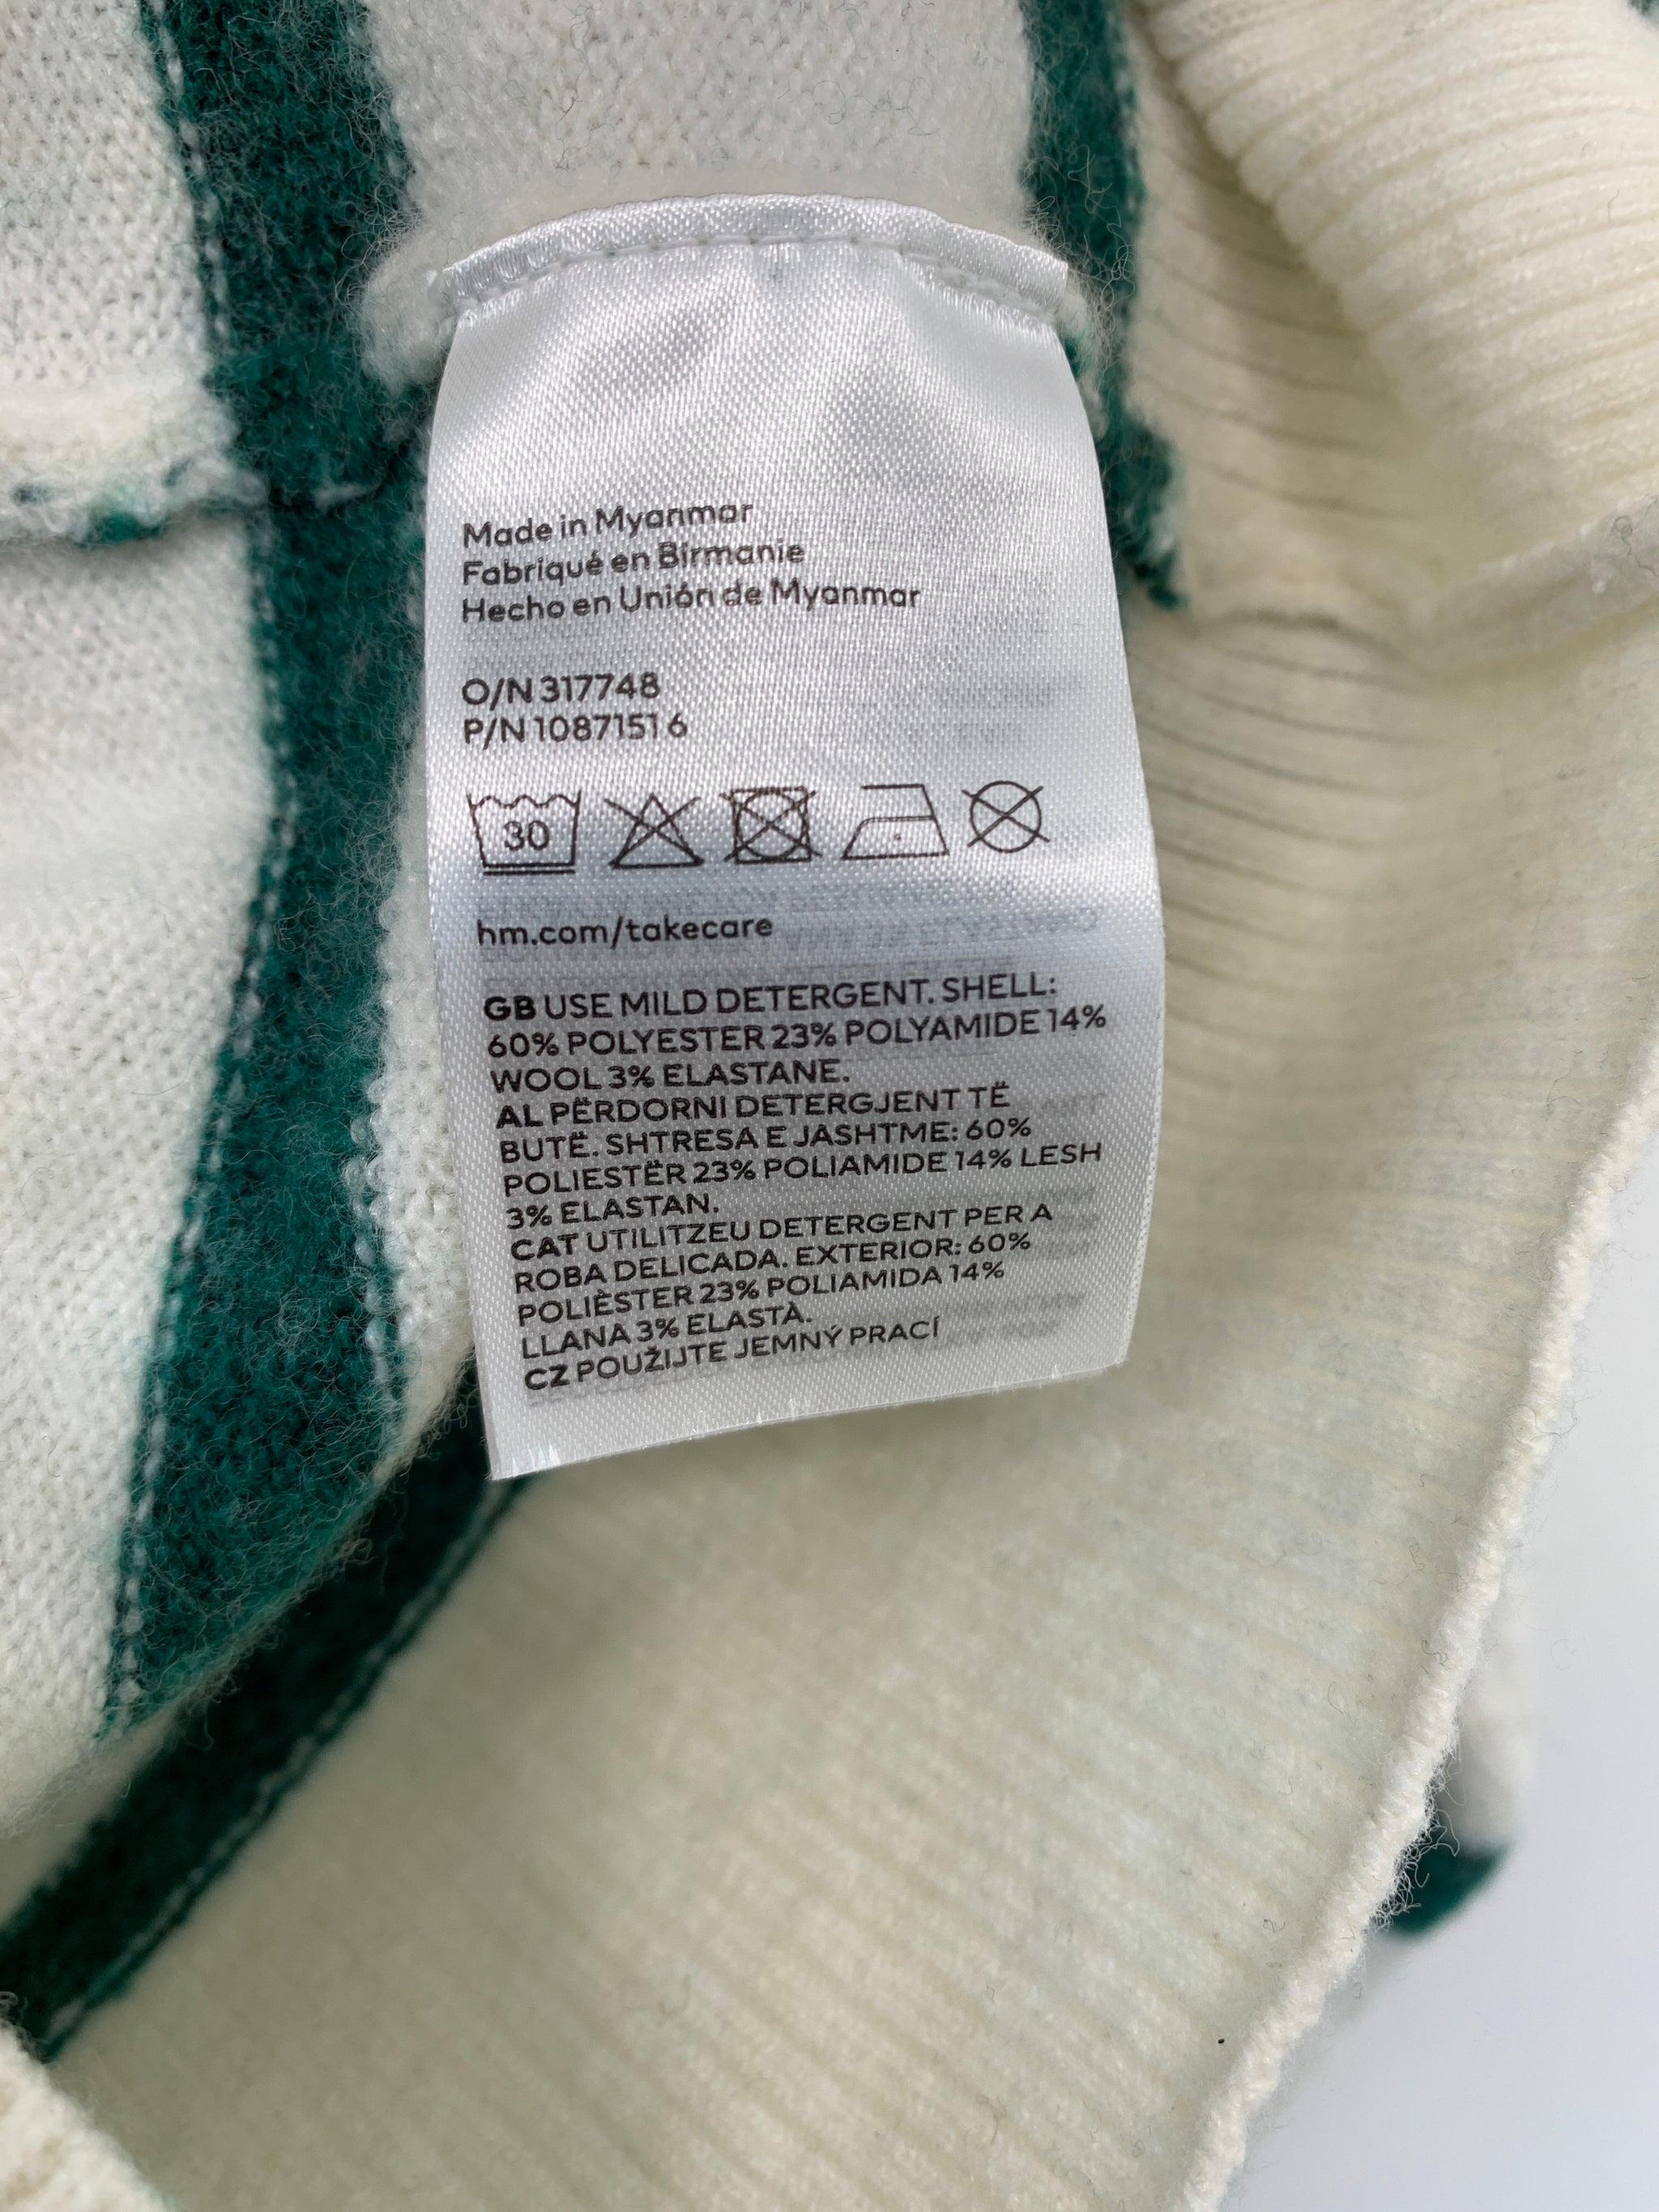 Made in Myanmar
Fabriqué en Birmanie
Hecho en Unión de Myanmar
O/N 317748
P/N 1087151 6
30
hm.com/takecare
GB USE MILD DETERGENT. SHELL:
60% POLYESTER 23% POLYAMIDE 14%
WOOL 3% ELASTANE.
AL PËRDORNI DETERGJENT TË
BUTË. SHTRESA E JASHTME: 60%
POLIESTËR 23% POLIAMIDE 14% LESH
3% ELASTAN.
CAT UTILITZEU DETERGENT PER A
ROBA DELICADA. EXTERIOR: 60%
POLIÈSTER 23% POLIAMIDA 14%
LLANA 3% ELASTÀ.
CZ POUŽIJTE JEMNÝ PRACÍ